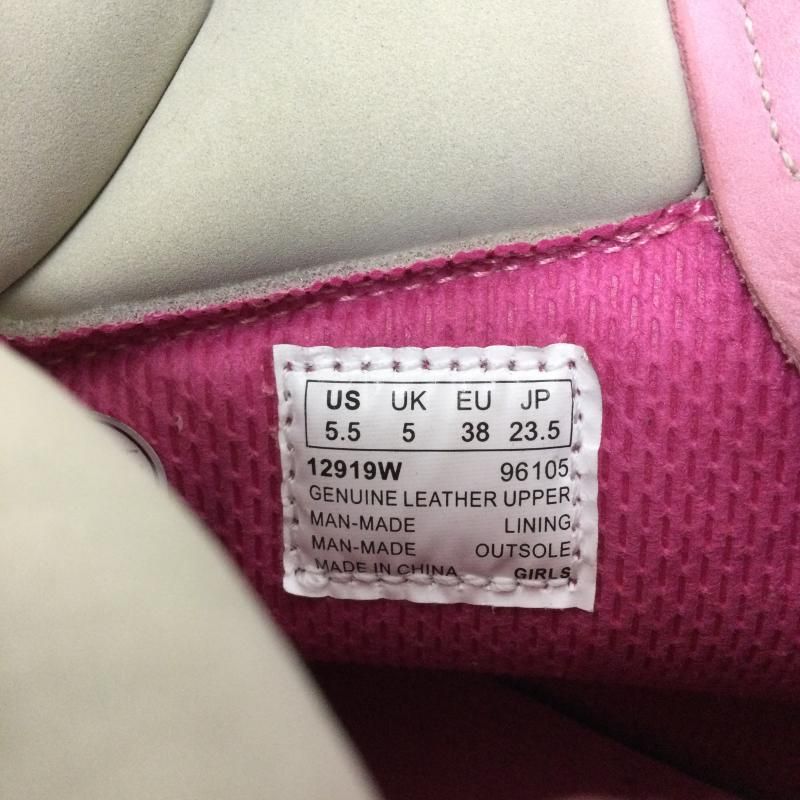 US UK EU JP
5.5 5 38 23.5
12919W 96105
GENUINE LEATHER UPPER
MAN-MADE LINING
MAN-MADE OUTSOLE
MADE IN CHINA GIRLS